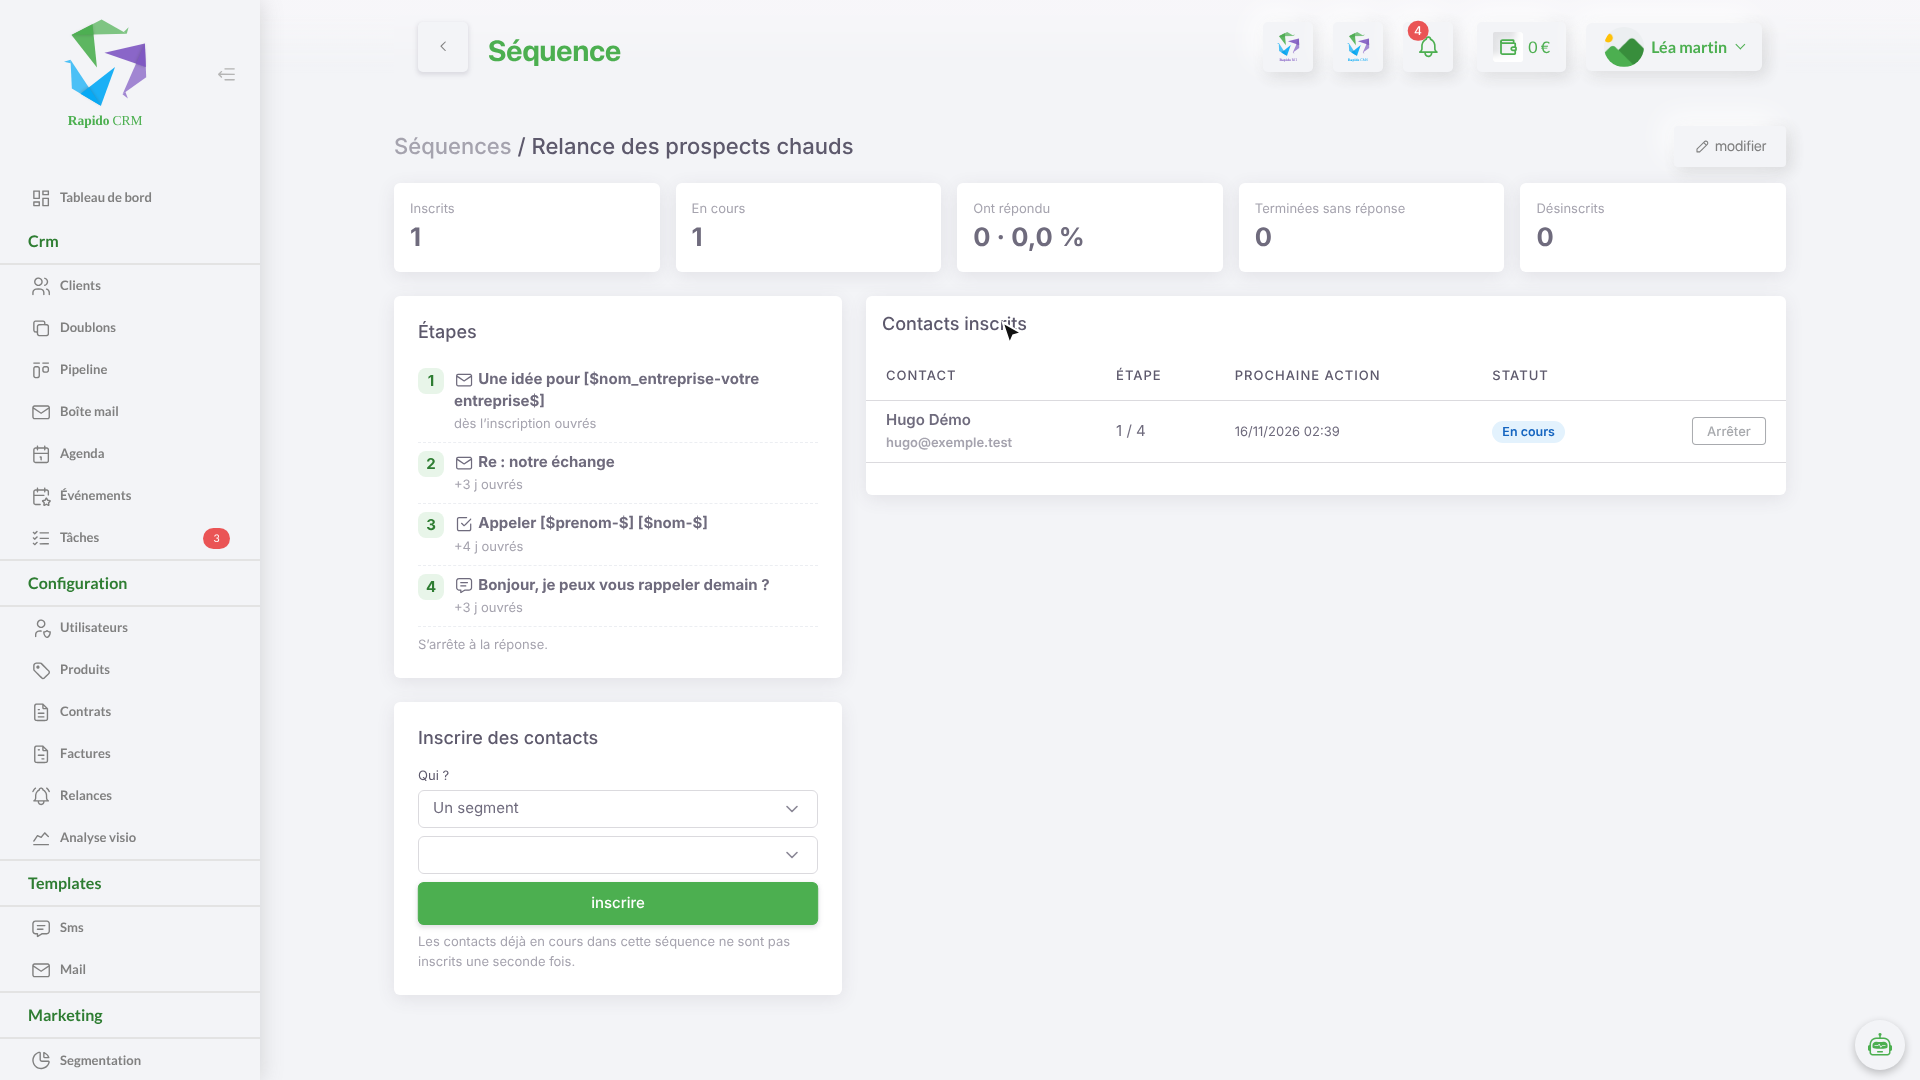 Rapido CRM
Séquence
4
0 €
Léa martin
Séquences / Relance des prospects chauds
modifier
Tableau de bord
Crm
Clients
Doublons
Pipeline
Boîte mail
Agenda
Événements
Tâches
3
Configuration
Utilisateurs
Produits
Contrats
Factures
Relances
Analyse visio
Templates
Sms
Mail
Marketing
Segmentation
Inscrits
1
En cours
1
Ont répondu
0 · 0,0 %
Terminées sans réponse
0
Désinscrits
0
Étapes
1
Une idée pour [$nom_entreprise-votre
entreprise$]
dès l’inscription ouvrés
2
Re : notre échange
+3 j ouvrés
3
Appeler [$prenom-$] [$nom-$]
+4 j ouvrés
4
Bonjour, je peux vous rappeler demain ?
+3 j ouvrés
S’arrête à la réponse.
Inscrire des contacts
Qui ?
Un segment
inscrire
Les contacts déjà en cours dans cette séquence ne sont pas
inscrits une seconde fois.
Contacts inscrits
CONTACT ÉTAPE PROCHAINE ACTION STATUT
Hugo Démo
hugo@exemple.test
1 / 4
16/11/2026 02:39
En cours
Arrêter